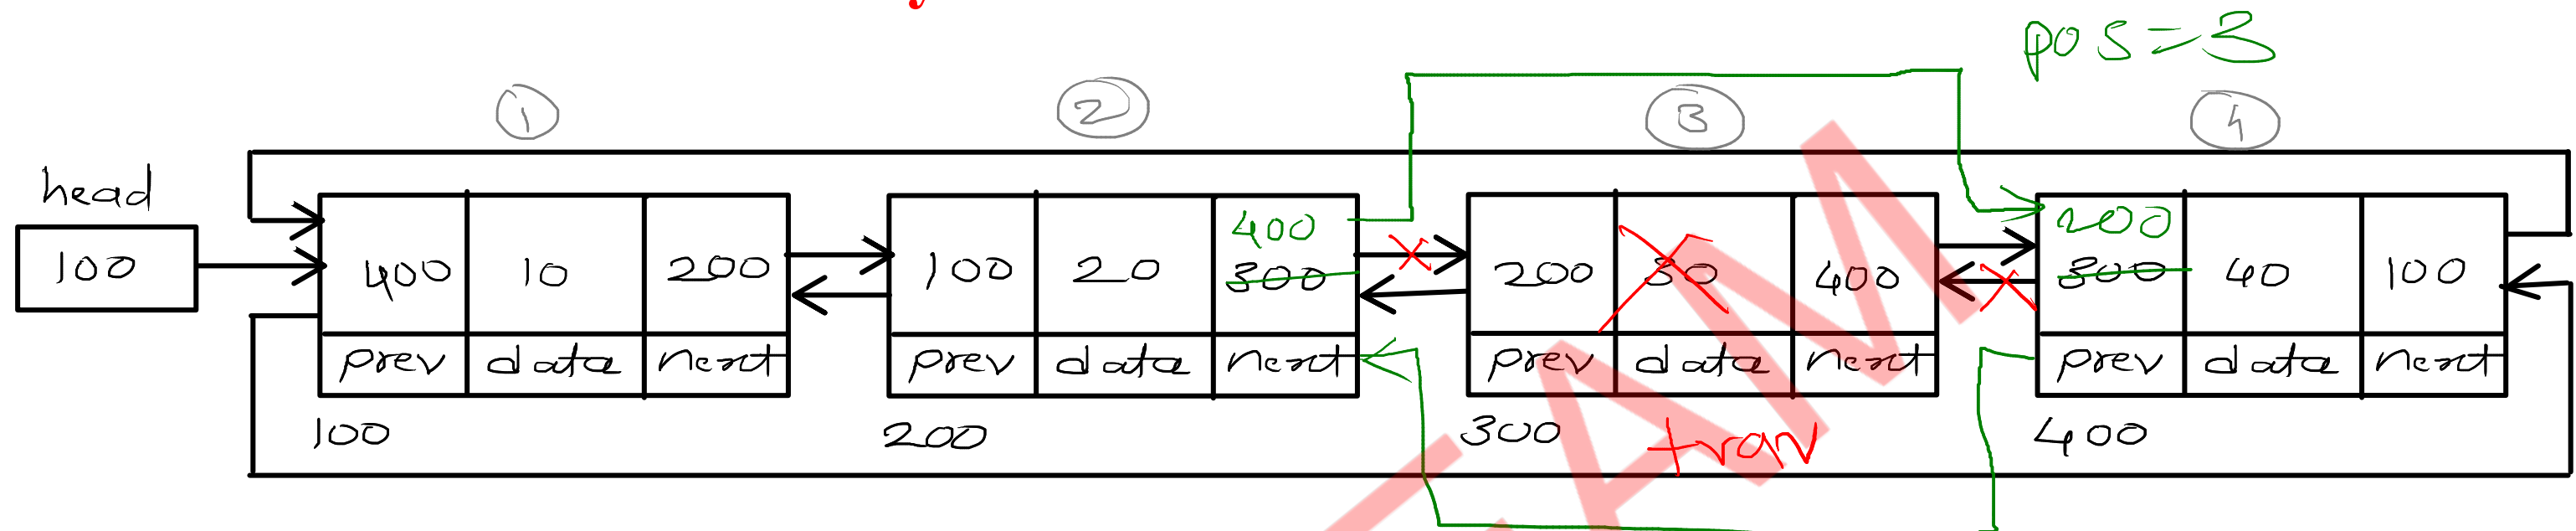 pos=3
1 2 3 4
head
100
400 10 200
100 20 400 300
200 30 400
200 300 40 100
prev data next
prev data next
prev data next
prev data next
100 200 300 400
trav